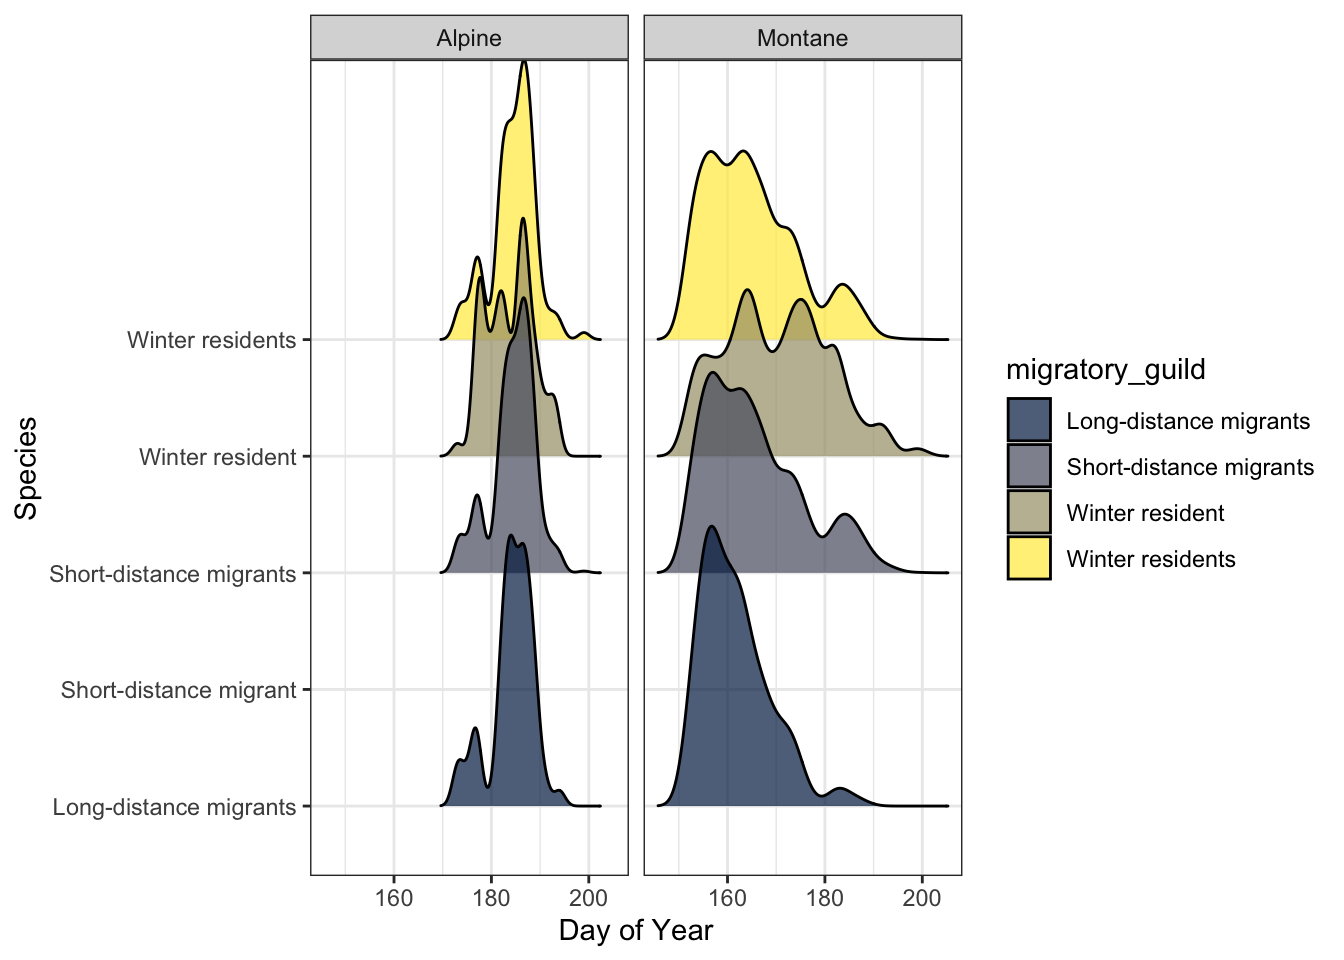 Alpine
Montane
Winter residents
Winter resident
Short-distance migrants
Short-distance migrant
Long-distance migrants
Species
160
180
200
160
180
200
Day of Year
migratory_guild
Long-distance migrants
Short-distance migrants
Winter resident
Winter residents